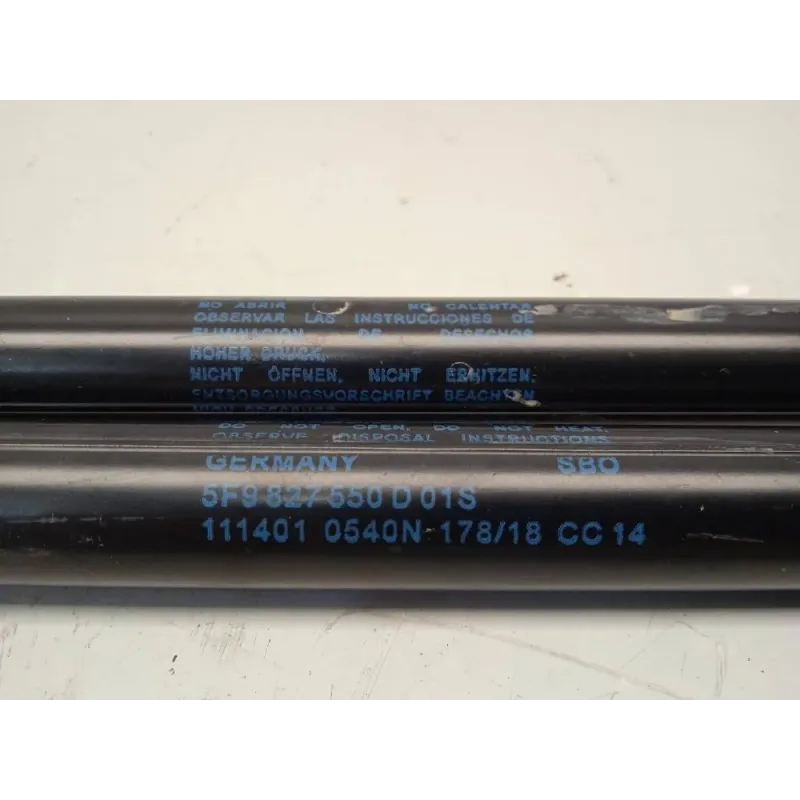 NO ABRIR NO CALENTAR
OBSERVAR LAS INSTRUCCIONES DE
ELIMINACION DE DESECHOS
HOHER DRUCK,
NICHT ÖFFNEN, NICHT ERHITZEN,
ENTSORGUNGSVORSCHRIFT BEACHTEN
HIGH PRESSURE
DO NOT OPEN, DO NOT HEAT,
OBSERVE DISPOSAL INSTRUCTIONS
GERMANY SBO
5F9 827 550 D 01S
111401 0540N 178/18 CC 14